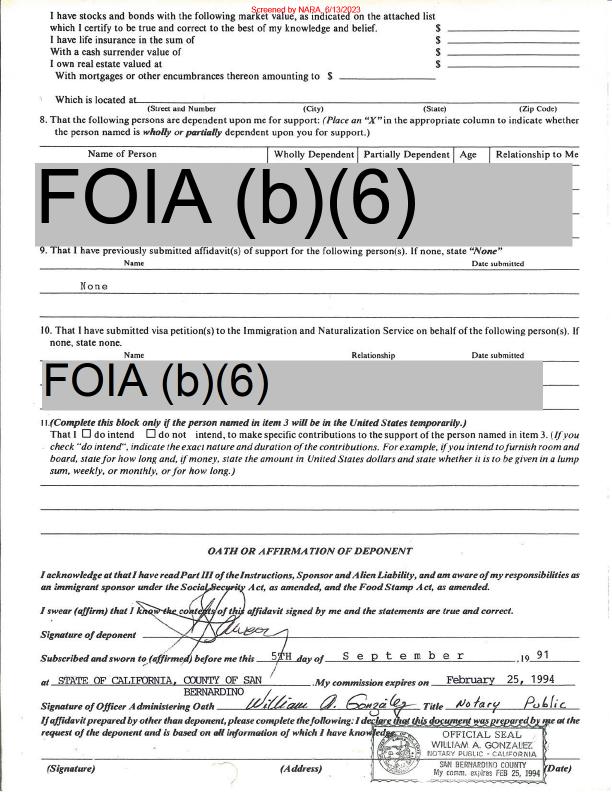 Screened by NARA, 6/13/2023
I have stocks and bonds with the following market value, as indicated on the attached list
which I certify to be true and correct to the best of my knowledge and belief. $
I have life insurance in the sum of $
With a cash surrender value of $
I own real estate valued at $
With mortgages or other encumbrances thereon amounting to $
Which is located at
(Street and Number) (City) (State) (Zip Code)
8. That the following persons are dependent upon me for support: (Place an "X" in the appropriate column to indicate whether
the person named is wholly or partially dependent upon you for support.)
Name of Person Wholly Dependent Partially Dependent Age Relationship to Me
FOIA (b)(6)
9. That I have previously submitted affidavit(s) of support for the following person(s). If none, state "None"
Name Date submitted
None
10. That I have submitted visa petition(s) to the Immigration and Naturalization Service on behalf of the following person(s). If
none, state none.
Name Relationship Date submitted
FOIA (b)(6)
11.(Complete this block only if the person named in item 3 will be in the United States temporarily.)
That I ☐ do intend ☐ do not intend, to make specific contributions to the support of the person named in item 3. (If you
check "do intend", indicate the exact nature and duration of the contributions. For example, if you intend to furnish room and
board, state for how long and, if money, state the amount in United States dollars and state whether it is to be given in a lump
sum, weekly, or monthly, or for how long.)
OATH OR AFFIRMATION OF DEPONENT
I acknowledge at that I have read Part III of the Instructions, Sponsor and Alien Liability, and am aware of my responsibilities as
an immigrant sponsor under the Social Security Act, as amended, and the Food Stamp Act, as amended.
I swear (affirm) that I know the contents of this affidavit signed by me and the statements are true and correct.
Signature of deponent
Subscribed and sworn to (affirmed) before me this 5TH day of September ,19 91
at STATE OF CALIFORNIA, COUNTY OF SAN .My commission expires on February 25, 1994
BERNARDINO
Signature of Officer Administering Oath William A. Gonzalez Title Notary Public
If affidavit prepared by other than deponent, please complete the following: I declare that this document was prepared by me at the
request of the deponent and is based on all information of which I have knowledge.
OFFICIAL SEAL
WILLIAM A. GONZALEZ
NOTARY PUBLIC - CALIFORNIA
SAN BERNARDINO COUNTY
My comm. expires FEB 25, 1994
(Signature) (Address) (Date)